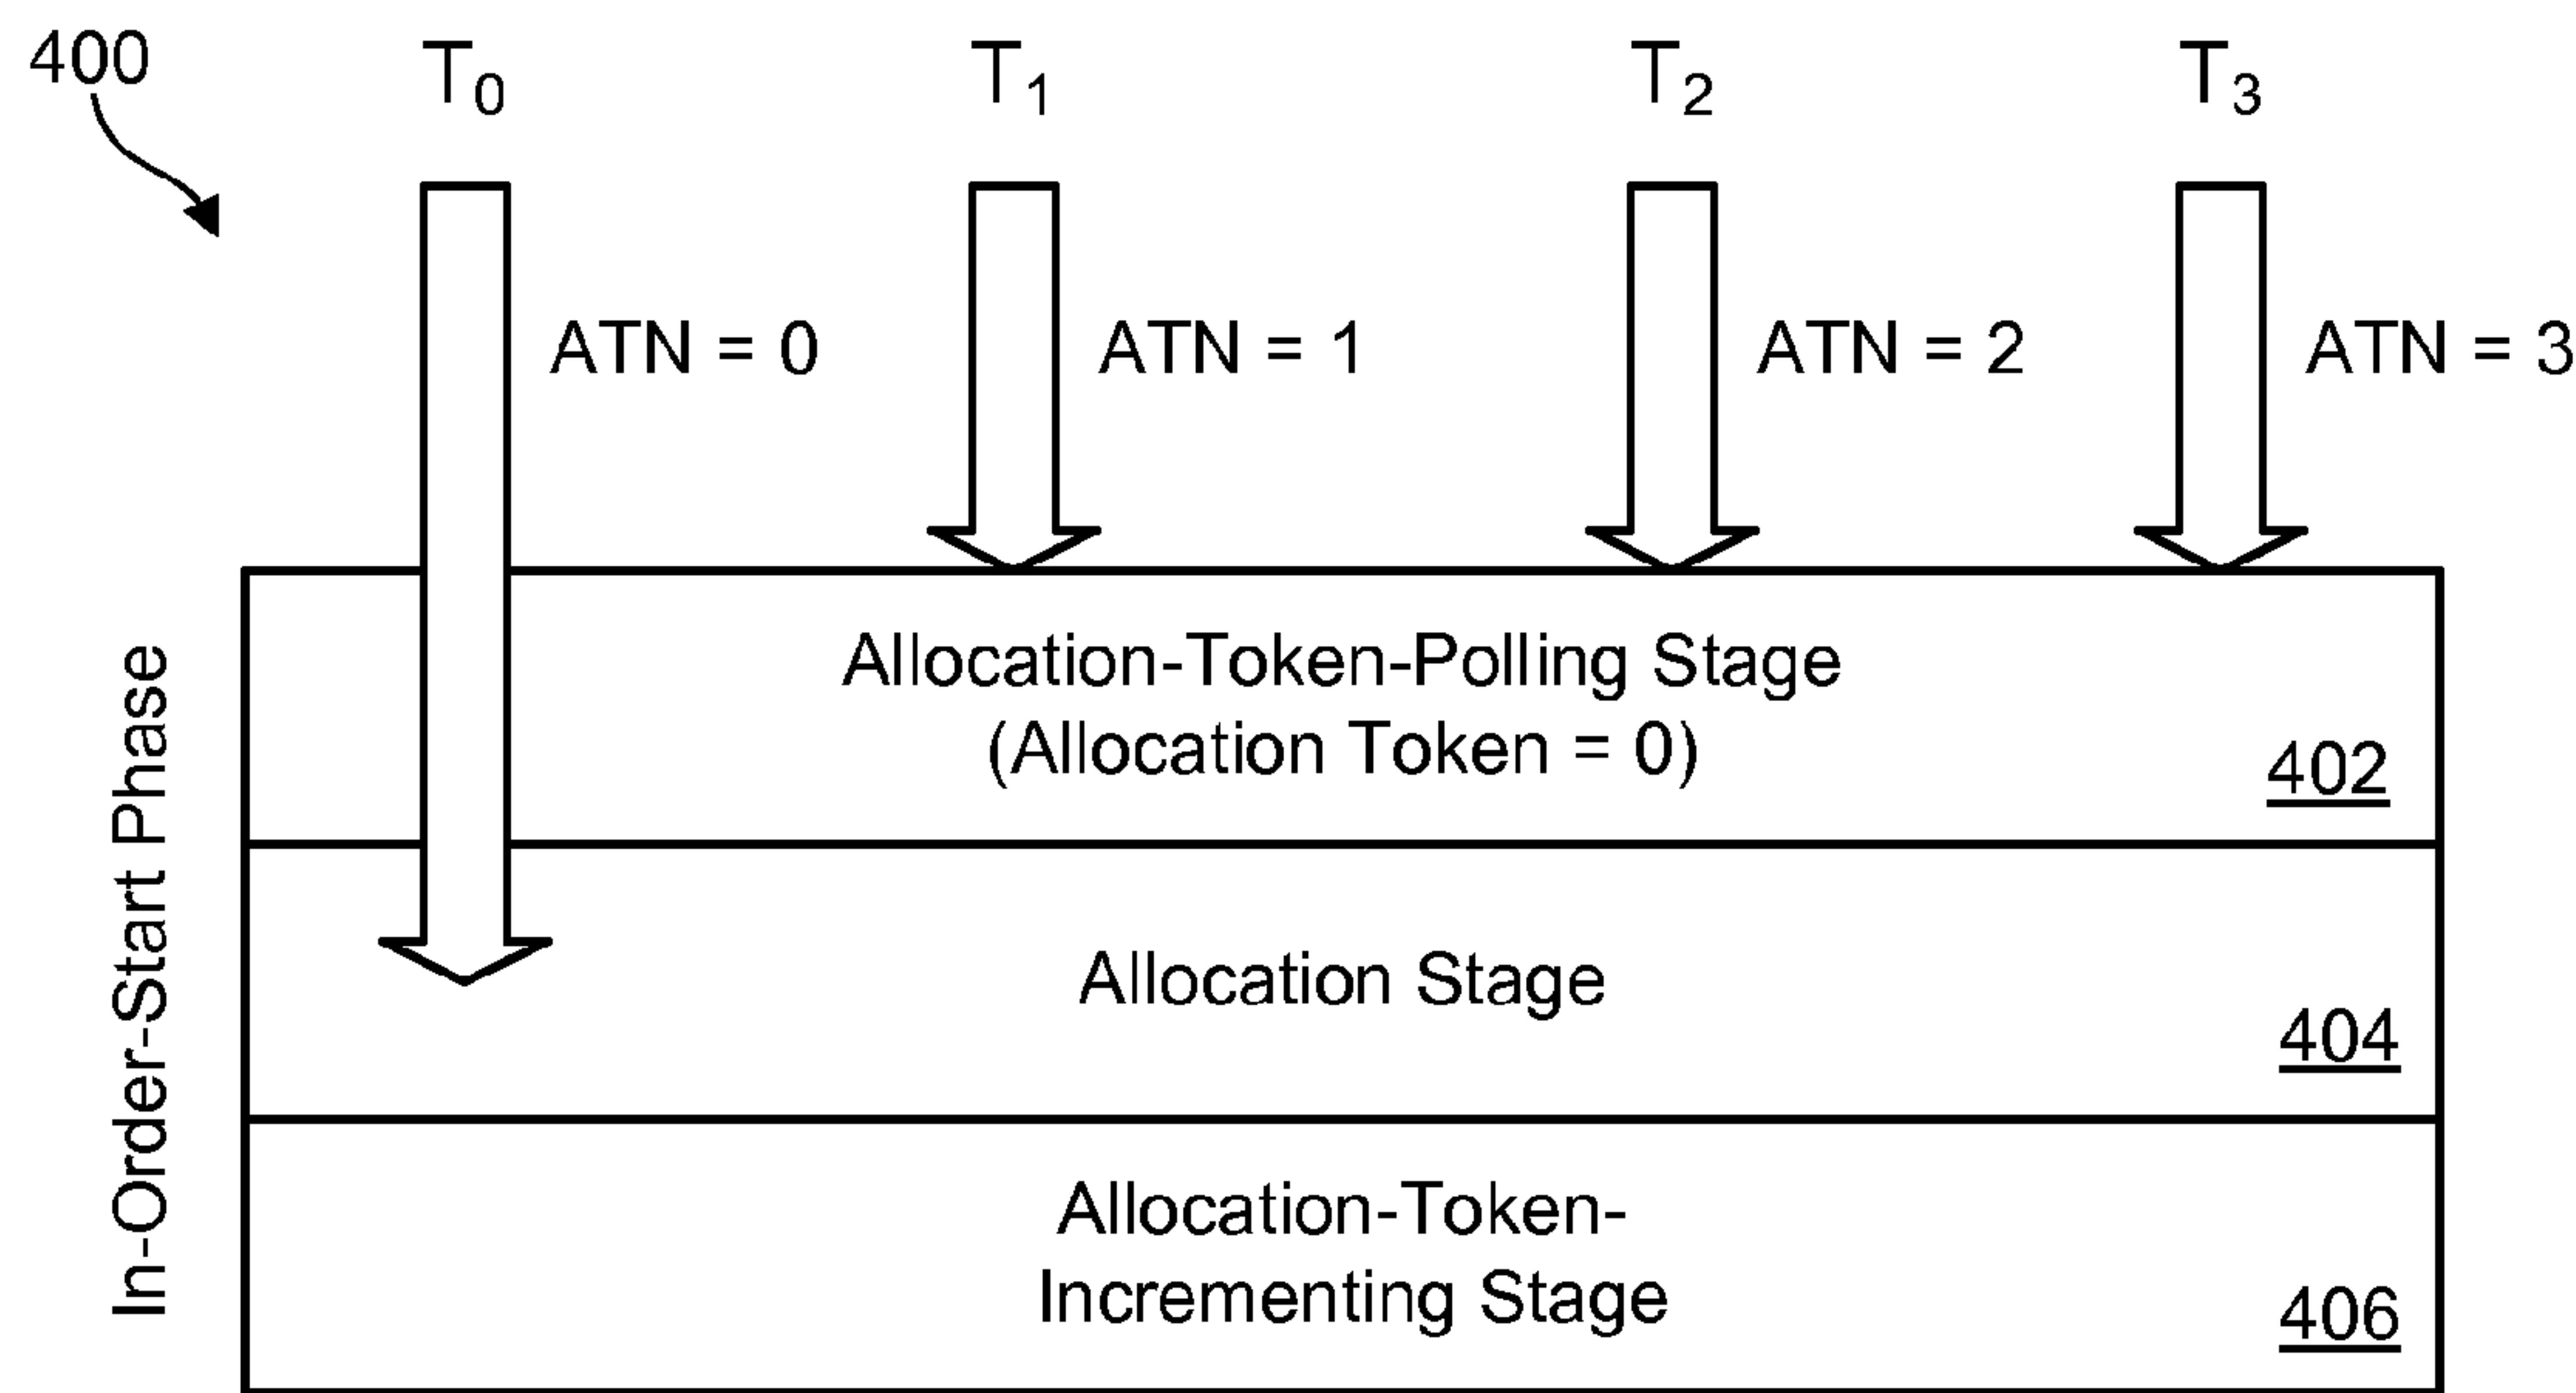 400
T0
T1
T2
T3
ATN = 0
ATN = 1
ATN = 2
ATN = 3
In-Order-Start Phase
Allocation-Token-Polling Stage
(Allocation Token = 0)
402
Allocation Stage
404
Allocation-Token-
Incrementing Stage
406